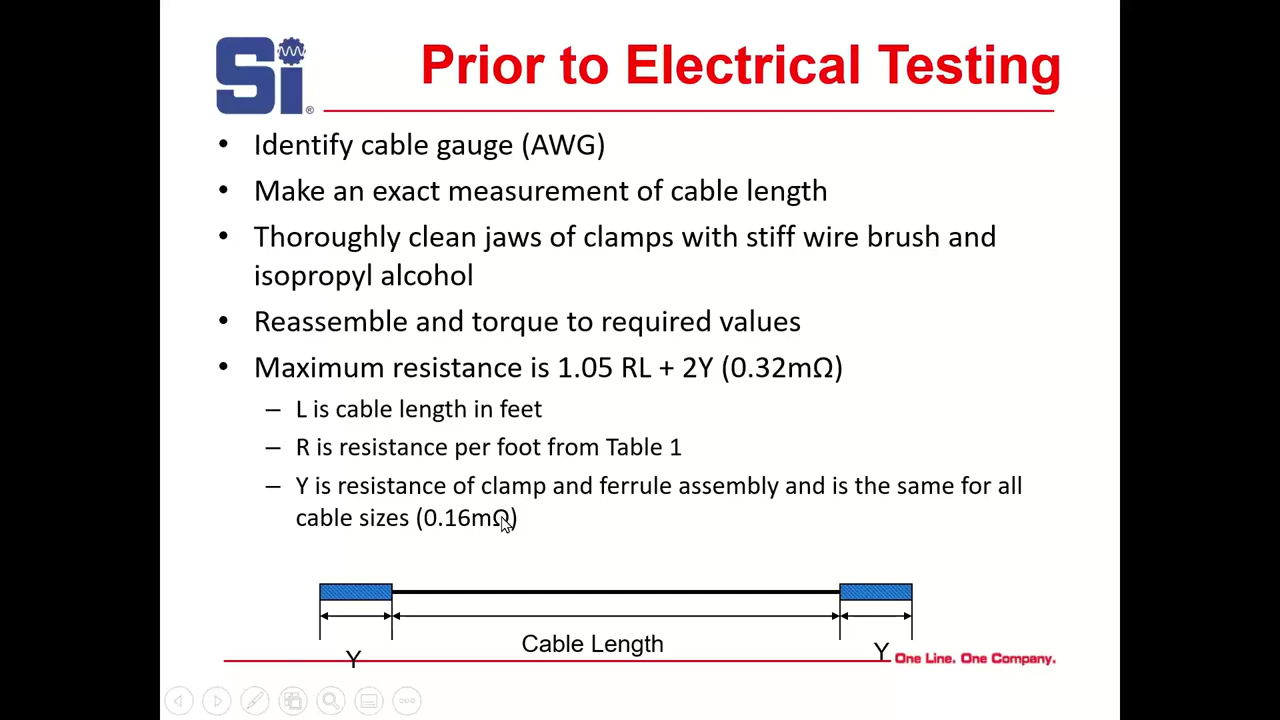 Si®
Prior to Electrical Testing
• Identify cable gauge (AWG)
• Make an exact measurement of cable length
• Thoroughly clean jaws of clamps with stiff wire brush and
isopropyl alcohol
• Reassemble and torque to required values
• Maximum resistance is 1.05 RL + 2Y (0.32mΩ)
– L is cable length in feet
– R is resistance per foot from Table 1
– Y is resistance of clamp and ferrule assembly and is the same for all
cable sizes (0.16mΩ)
Y
Cable Length
Y
One Line. One Company.